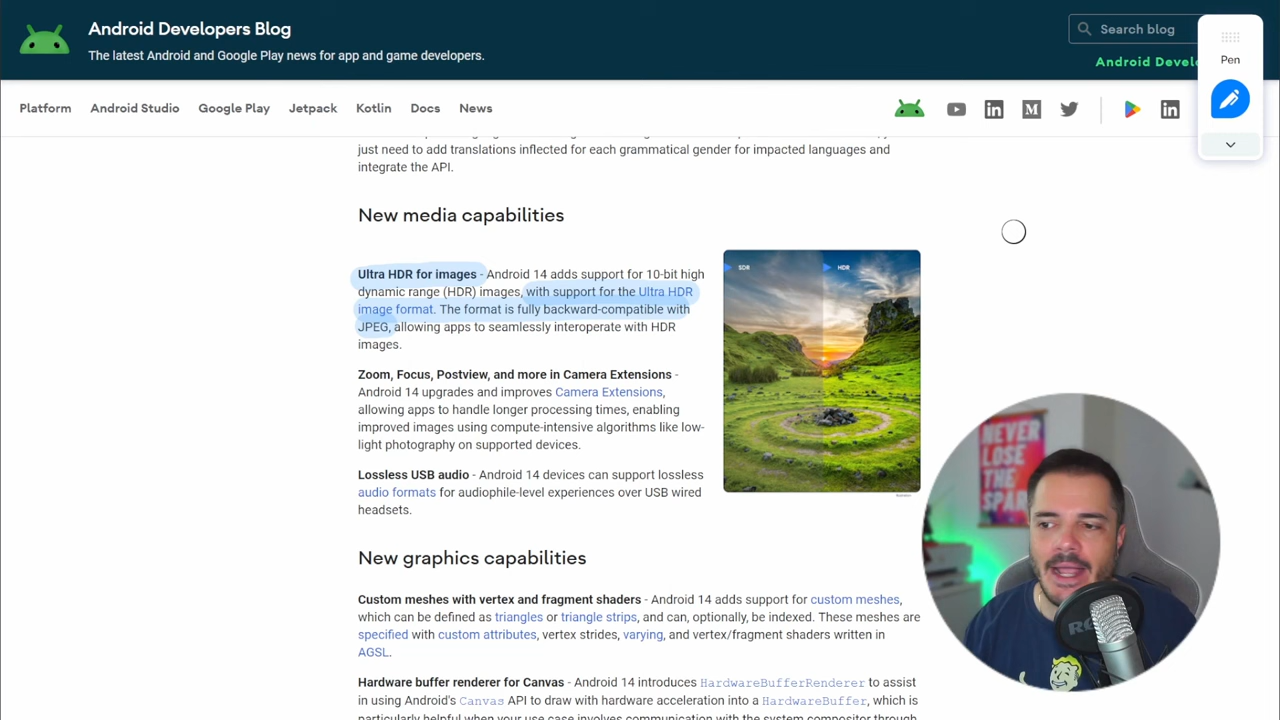 Android Developers Blog
The latest Android and Google Play news for app and game developers.
Search blog
Android Develo
Pen
Platform Android Studio Google Play Jetpack Kotlin Docs News
just need to add translations inflected for each grammatical gender for impacted languages and
integrate the API.
New media capabilities
Ultra HDR for images - Android 14 adds support for 10-bit high
dynamic range (HDR) images, with support for the Ultra HDR
image format. The format is fully backward-compatible with
JPEG, allowing apps to seamlessly interoperate with HDR
images.
SDR HDR
Zoom, Focus, Postview, and more in Camera Extensions -
Android 14 upgrades and improves Camera Extensions,
allowing apps to handle longer processing times, enabling
improved images using compute-intensive algorithms like low-
light photography on supported devices.
Lossless USB audio - Android 14 devices can support lossless
audio formats for audiophile-level experiences over USB wired
headsets.
NEVER
LOSE
THE
SPA
New graphics capabilities
Custom meshes with vertex and fragment shaders - Android 14 adds support for custom meshes,
which can be defined as triangles or triangle strips, and can, optionally, be indexed. These meshes are
specified with custom attributes, vertex strides, varying, and vertex/fragment shaders written in
AGSL.
Hardware buffer renderer for Canvas - Android 14 introduces HardwareBufferRenderer to assist
in using Android's Canvas API to draw with hardware acceleration into a HardwareBuffer, which is
particularly helpful when your use case involves communication with the system compositor through